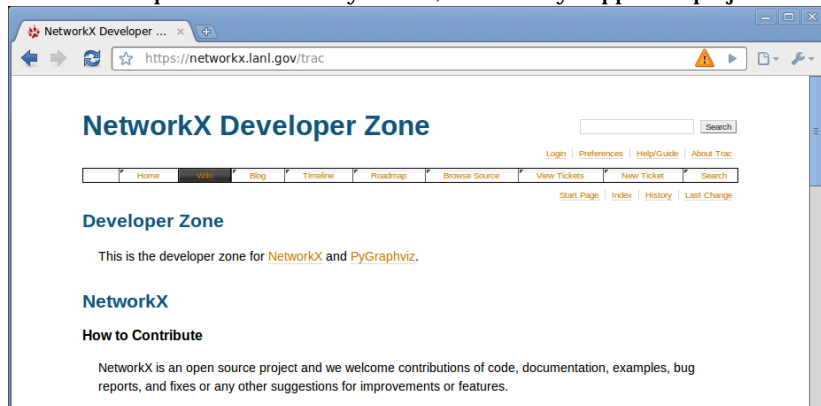 NetworkX Developer ...
https://networkx.lanl.gov/trac
NetworkX Developer Zone
Search
Login Preferences Help/Guide About Trac
Home Wiki Blog Timeline Roadmap Browse Source View Tickets New Ticket Search
Start Page Index History Last Change
Developer Zone
This is the developer zone for NetworkX and PyGraphviz.
NetworkX
How to Contribute
NetworkX is an open source project and we welcome contributions of code, documentation, examples, bug
reports, and fixes or any other suggestions for improvements or features.